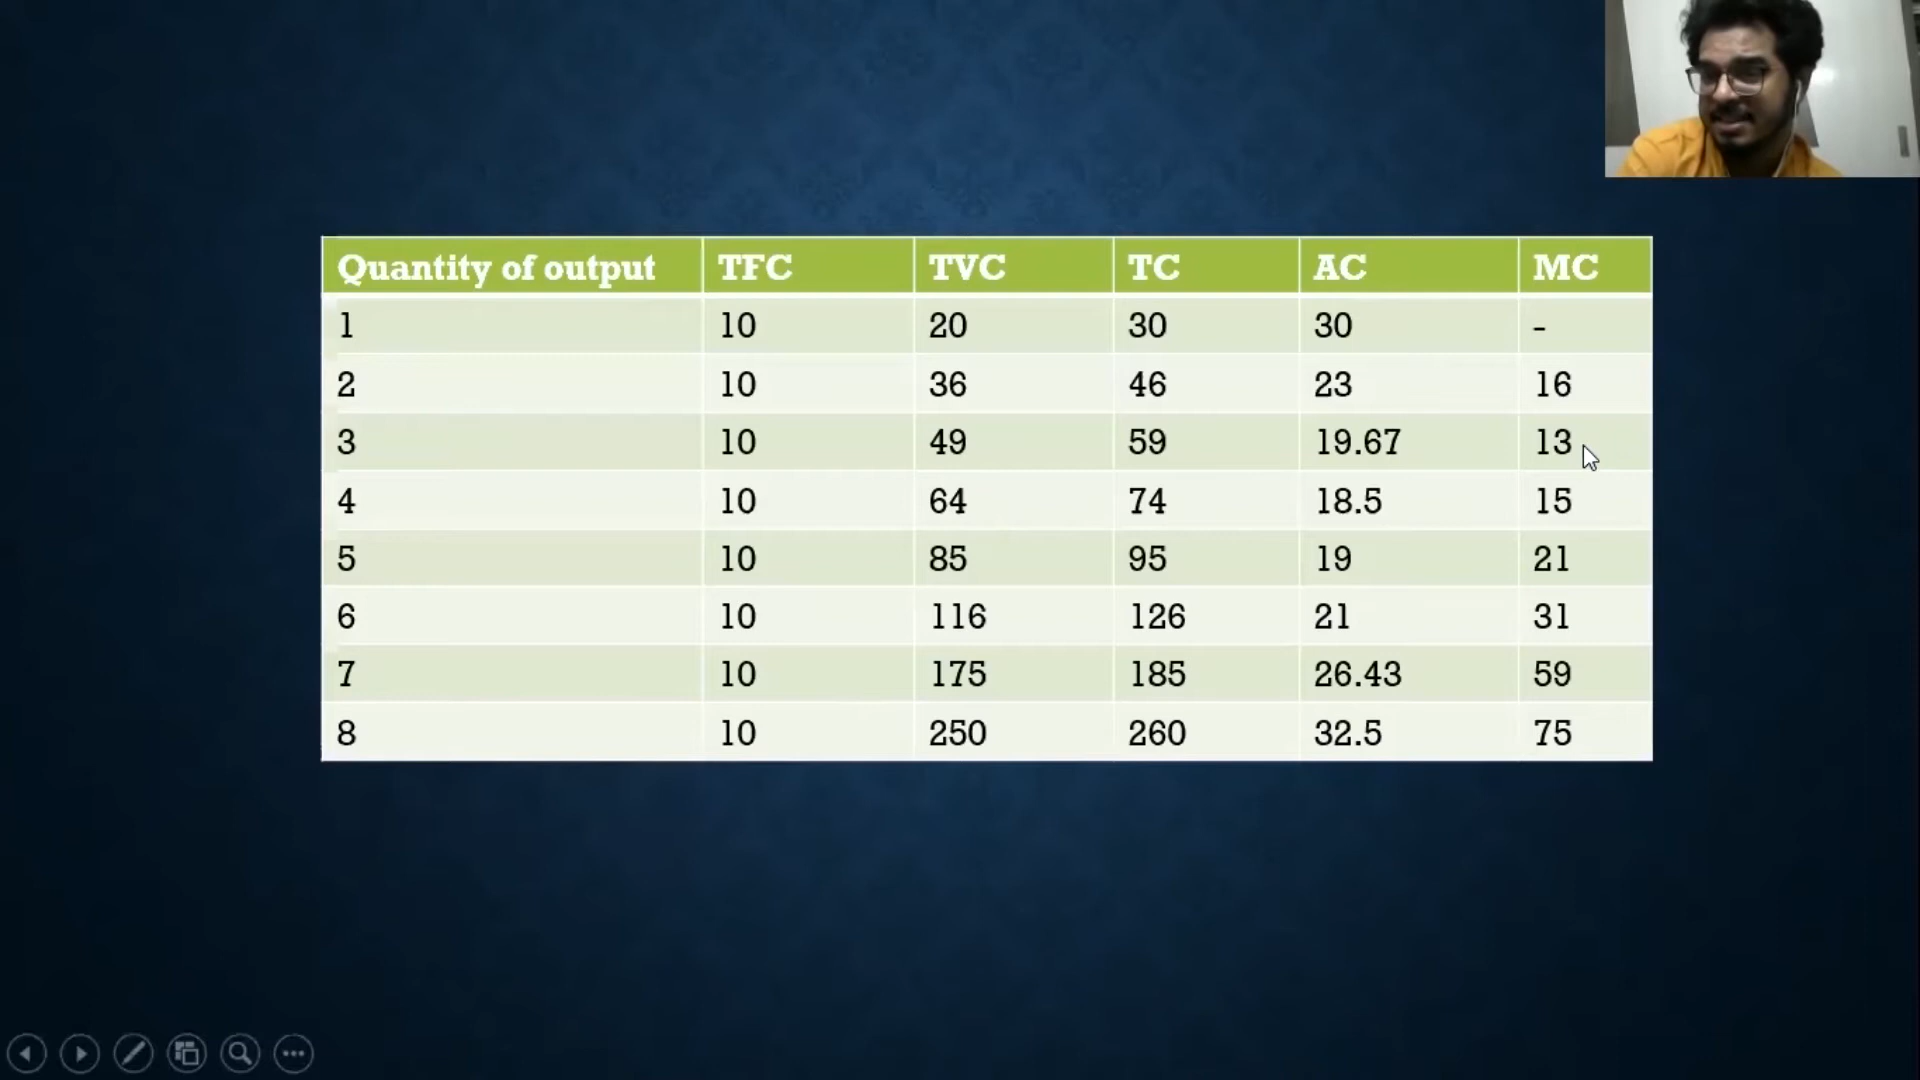 Quantity of output TFC TVC TC AC MC
1 10 20 30 30 -
2 10 36 46 23 16
3 10 49 59 19.67 13
4 10 64 74 18.5 15
5 10 85 95 19 21
6 10 116 126 21 31
7 10 175 185 26.43 59
8 10 250 260 32.5 75